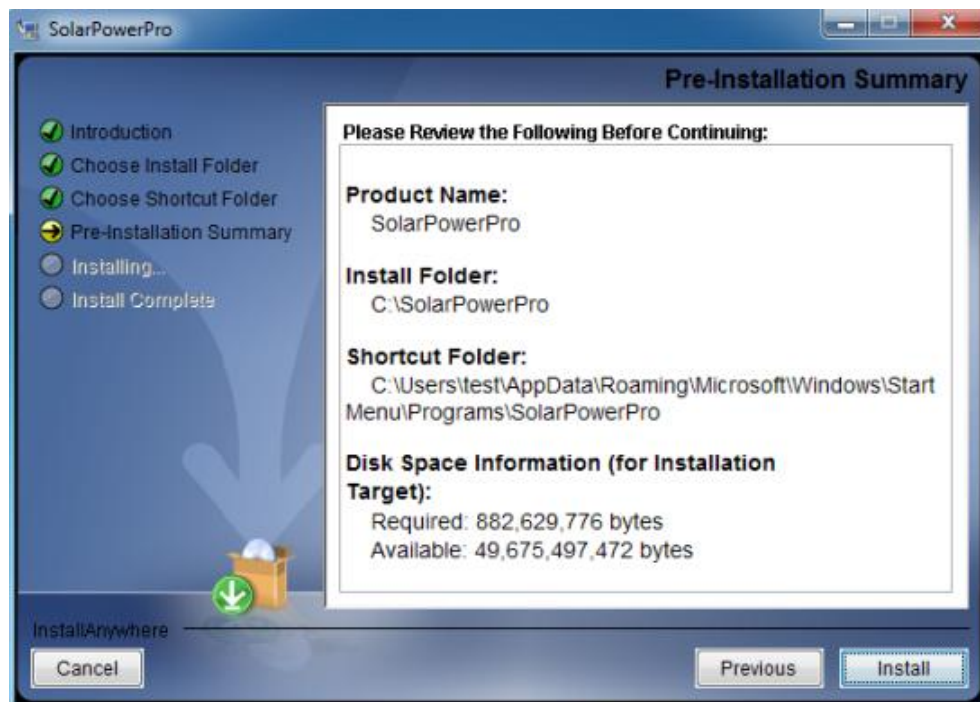 SolarPowerPro
Pre-Installation Summary
Introduction
Choose Install Folder
Choose Shortcut Folder
Pre-Installation Summary
Installing...
Install Complete
Please Review the Following Before Continuing:
Product Name:
SolarPowerPro
Install Folder:
C:\SolarPowerPro
Shortcut Folder:
C:\Users\test\AppData\Roaming\Microsoft\Windows\Start
Menu\Programs\SolarPowerPro
Disk Space Information (for Installation
Target):
Required: 882,629,776 bytes
Available: 49,675,497,472 bytes
InstallAnywhere
Cancel
Previous
Install